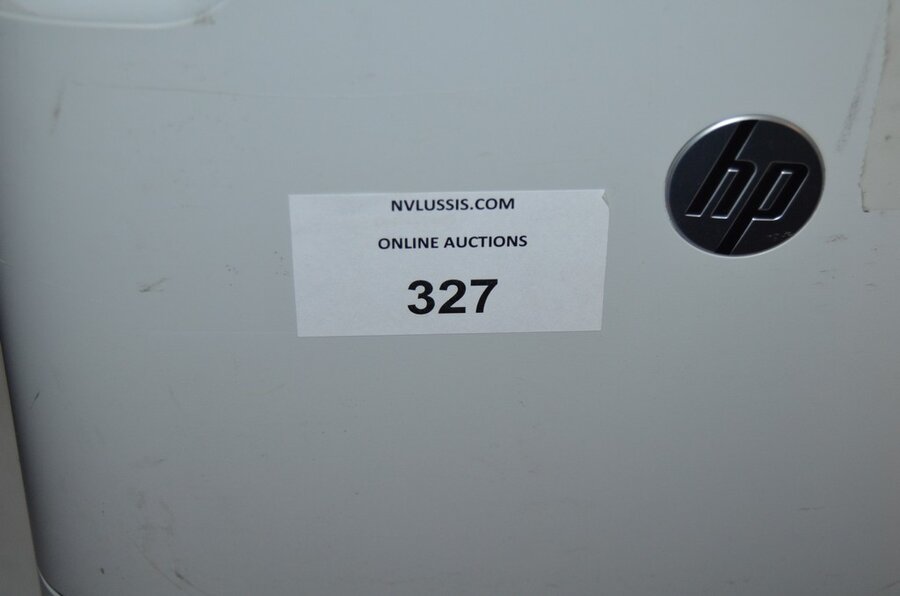 NVLUSSIS.COM
ONLINE AUCTIONS
327
hp